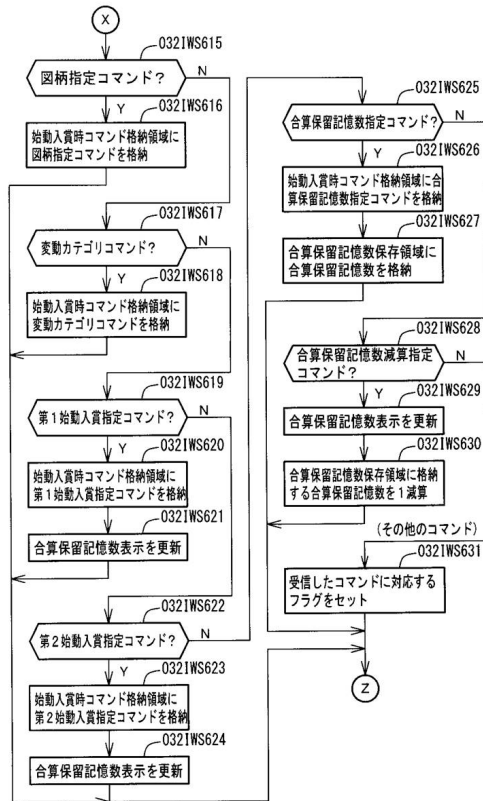 X
032IWS615
図柄指定コマンド?
N
Y
032IWS616
始動入賞時コマンド格納領域に
図柄指定コマンドを格納
032IWS617
変動カテゴリコマンド?
N
Y
032IWS618
始動入賞時コマンド格納領域に
変動カテゴリコマンドを格納
032IWS619
第1始動入賞指定コマンド?
N
Y
032IWS620
始動入賞時コマンド格納領域に
第1始動入賞指定コマンドを格納
032IWS621
合算保留記憶数表示を更新
032IWS622
第2始動入賞指定コマンド?
N
Y
032IWS623
始動入賞時コマンド格納領域に
第2始動入賞指定コマンドを格納
032IWS624
合算保留記憶数表示を更新
032IWS625
合算保留記憶数指定コマンド?
N
Y
032IWS626
始動入賞時コマンド格納領域に合
算保留記憶数指定コマンドを格納
032IWS627
合算保留記憶数保存領域に
合算保留記憶数を格納
032IWS628
合算保留記憶数減算指定
コマンド?
N
Y
032IWS629
合算保留記憶数表示を更新
032IWS630
合算保留記憶数保存領域に格納
する合算保留記憶数を1減算
(その他のコマンド)
032IWS631
受信したコマンドに対応する
フラグをセット
Z